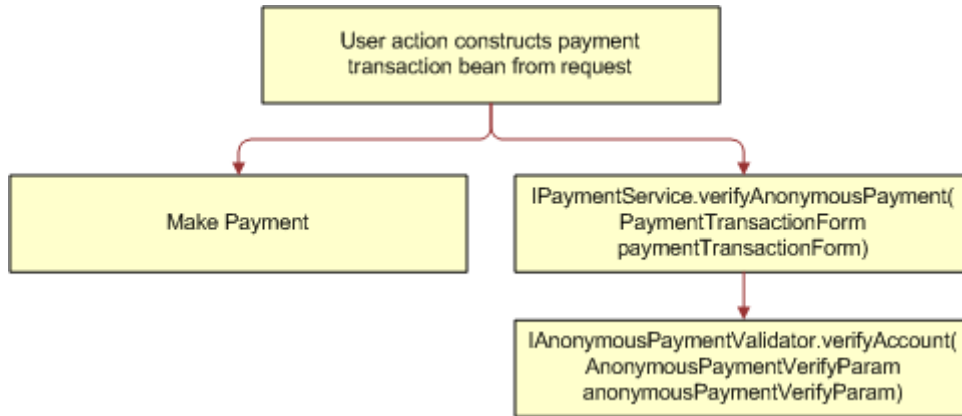 User action constructs payment
transaction bean from request
Make Payment
IPaymentService.verifyAnonymousPayment(
PaymentTransactionForm
paymentTransactionForm)
IAnonymousPaymentValidator.verifyAccount(
AnonymousPaymentVerifyParam
anonymousPaymentVerifyParam)